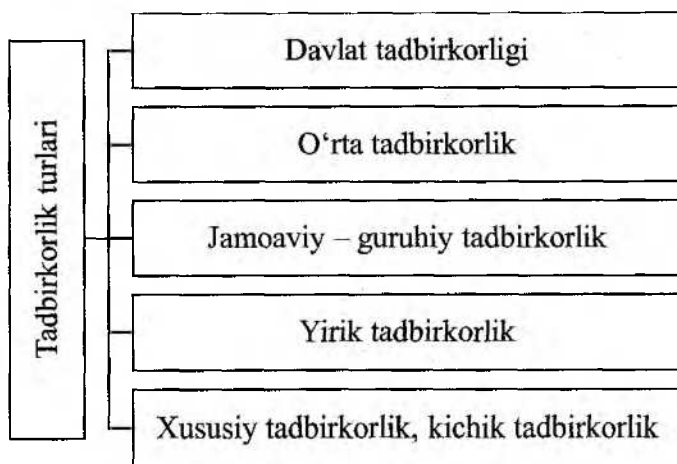 Tadbirkorlik turlari
Davlat tadbirkorligi
O‘rta tadbirkorlik
Jamoaviy – guruhiy tadbirkorlik
Yirik tadbirkorlik
Xususiy tadbirkorlik, kichik tadbirkorlik